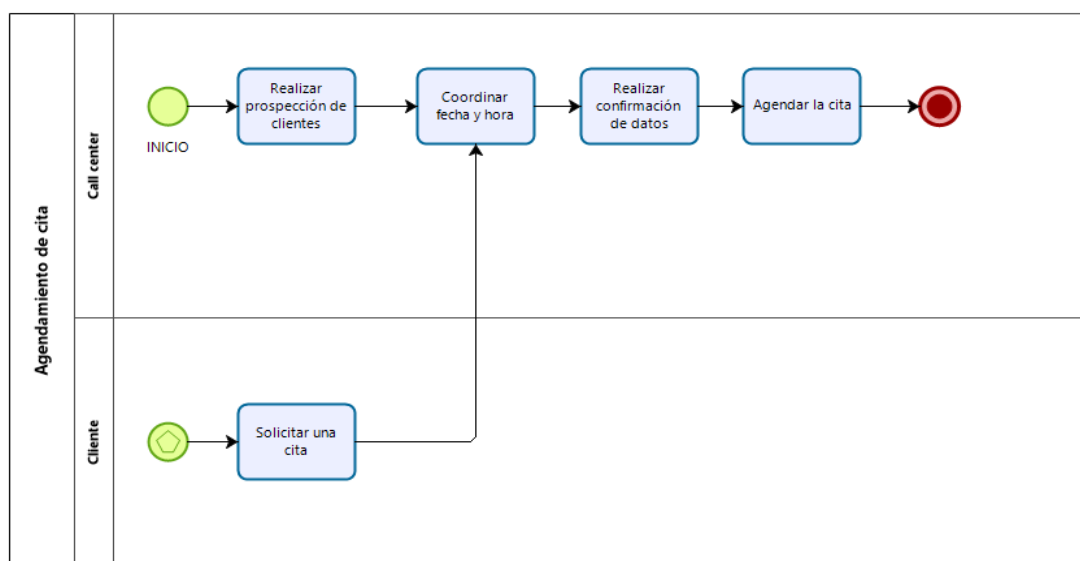 Agendamiento de cita
Call center
INICIO
Realizar
prospección de
clientes
Coordinar
fecha y hora
Realizar
confirmación
de datos
Agendar la cita
Cliente
Solicitar una
cita